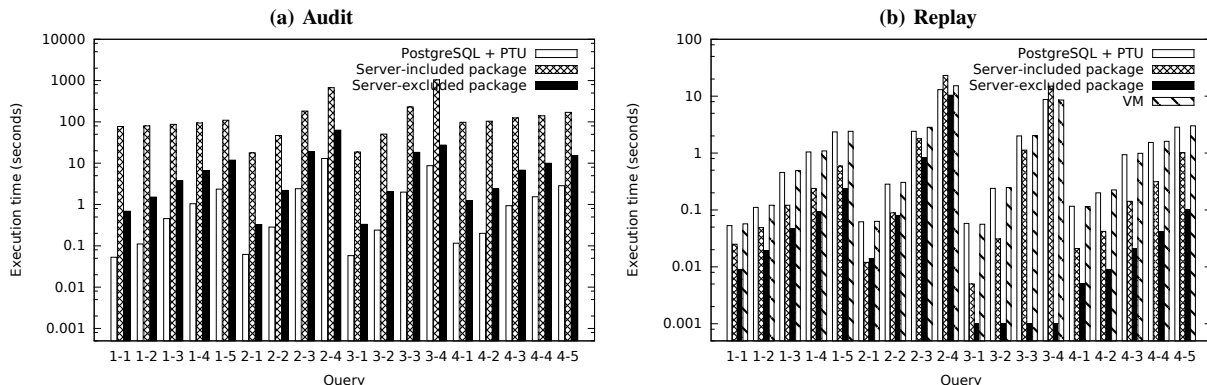 (a) Audit
10000
1000
100
10
1
0.1
0.01
0.001
Execution time (seconds)
PostgreSQL + PTU
Server-included package
Server-excluded package
1-1 1-2 1-3 1-4 1-5 2-1 2-2 2-3 2-4 3-1 3-2 3-3 3-4 4-1 4-2 4-3 4-4 4-5
Query
(b) Replay
100
10
1
0.1
0.01
0.001
Execution time (seconds)
PostgreSQL + PTU
Server-included package
Server-excluded package
VM
1-1 1-2 1-3 1-4 1-5 2-1 2-2 2-3 2-4 3-1 3-2 3-3 3-4 4-1 4-2 4-3 4-4 4-5
Query